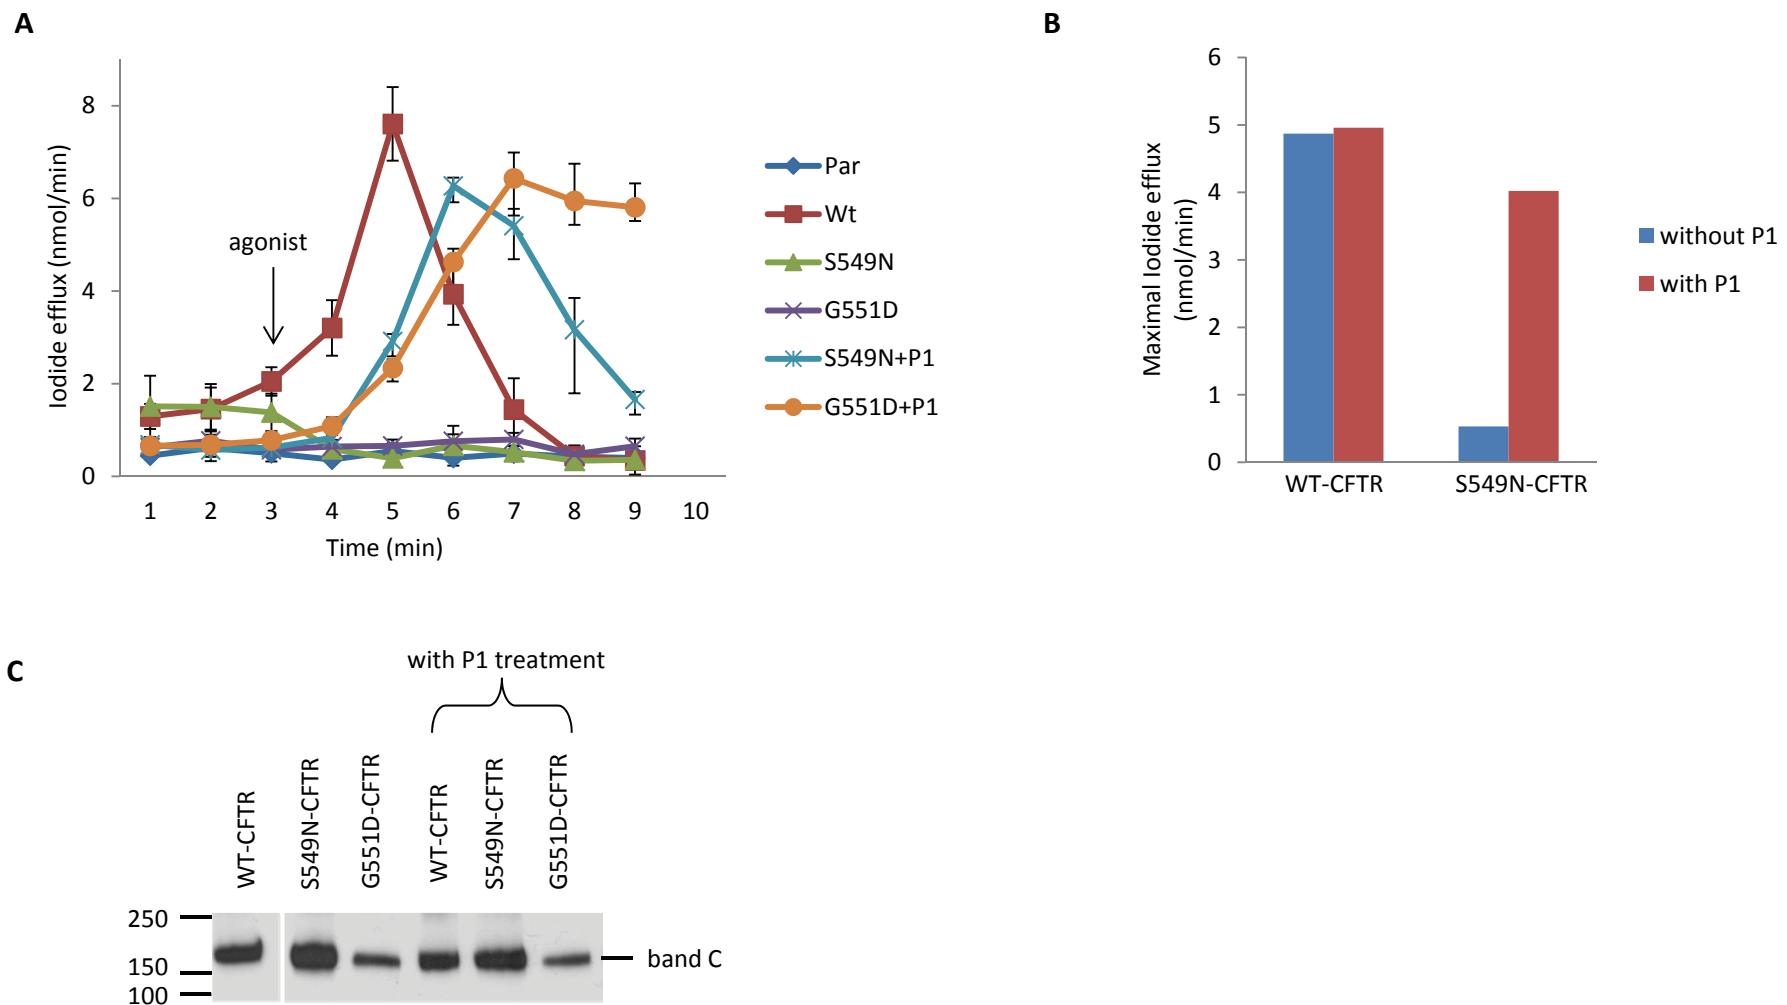 A
Iodide efflux (nmol/min)
8
6
4
2
0
agonist
1 2 3 4 5 6 7 8 9 10
Time (min)
Par
Wt
S549N
G551D
S549N+P1
G551D+P1
B
Maximal Iodide efflux
(nmol/min)
6
5
4
3
2
1
0
WT-CFTR S549N-CFTR
without P1
with P1
C
with P1 treatment
WT-CFTR
S549N-CFTR
G551D-CFTR
WT-CFTR
S549N-CFTR
G551D-CFTR
250
150
100
band C